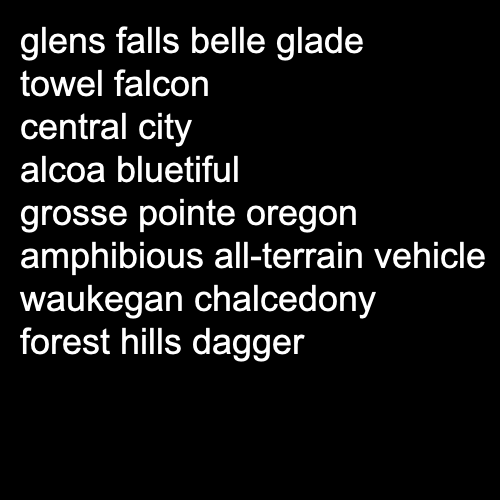 glens falls belle glade
towel falcon
central city
alcoa bluetiful
grosse pointe oregon
amphibious all-terrain vehicle
waukegan chalcedony
forest hills dagger